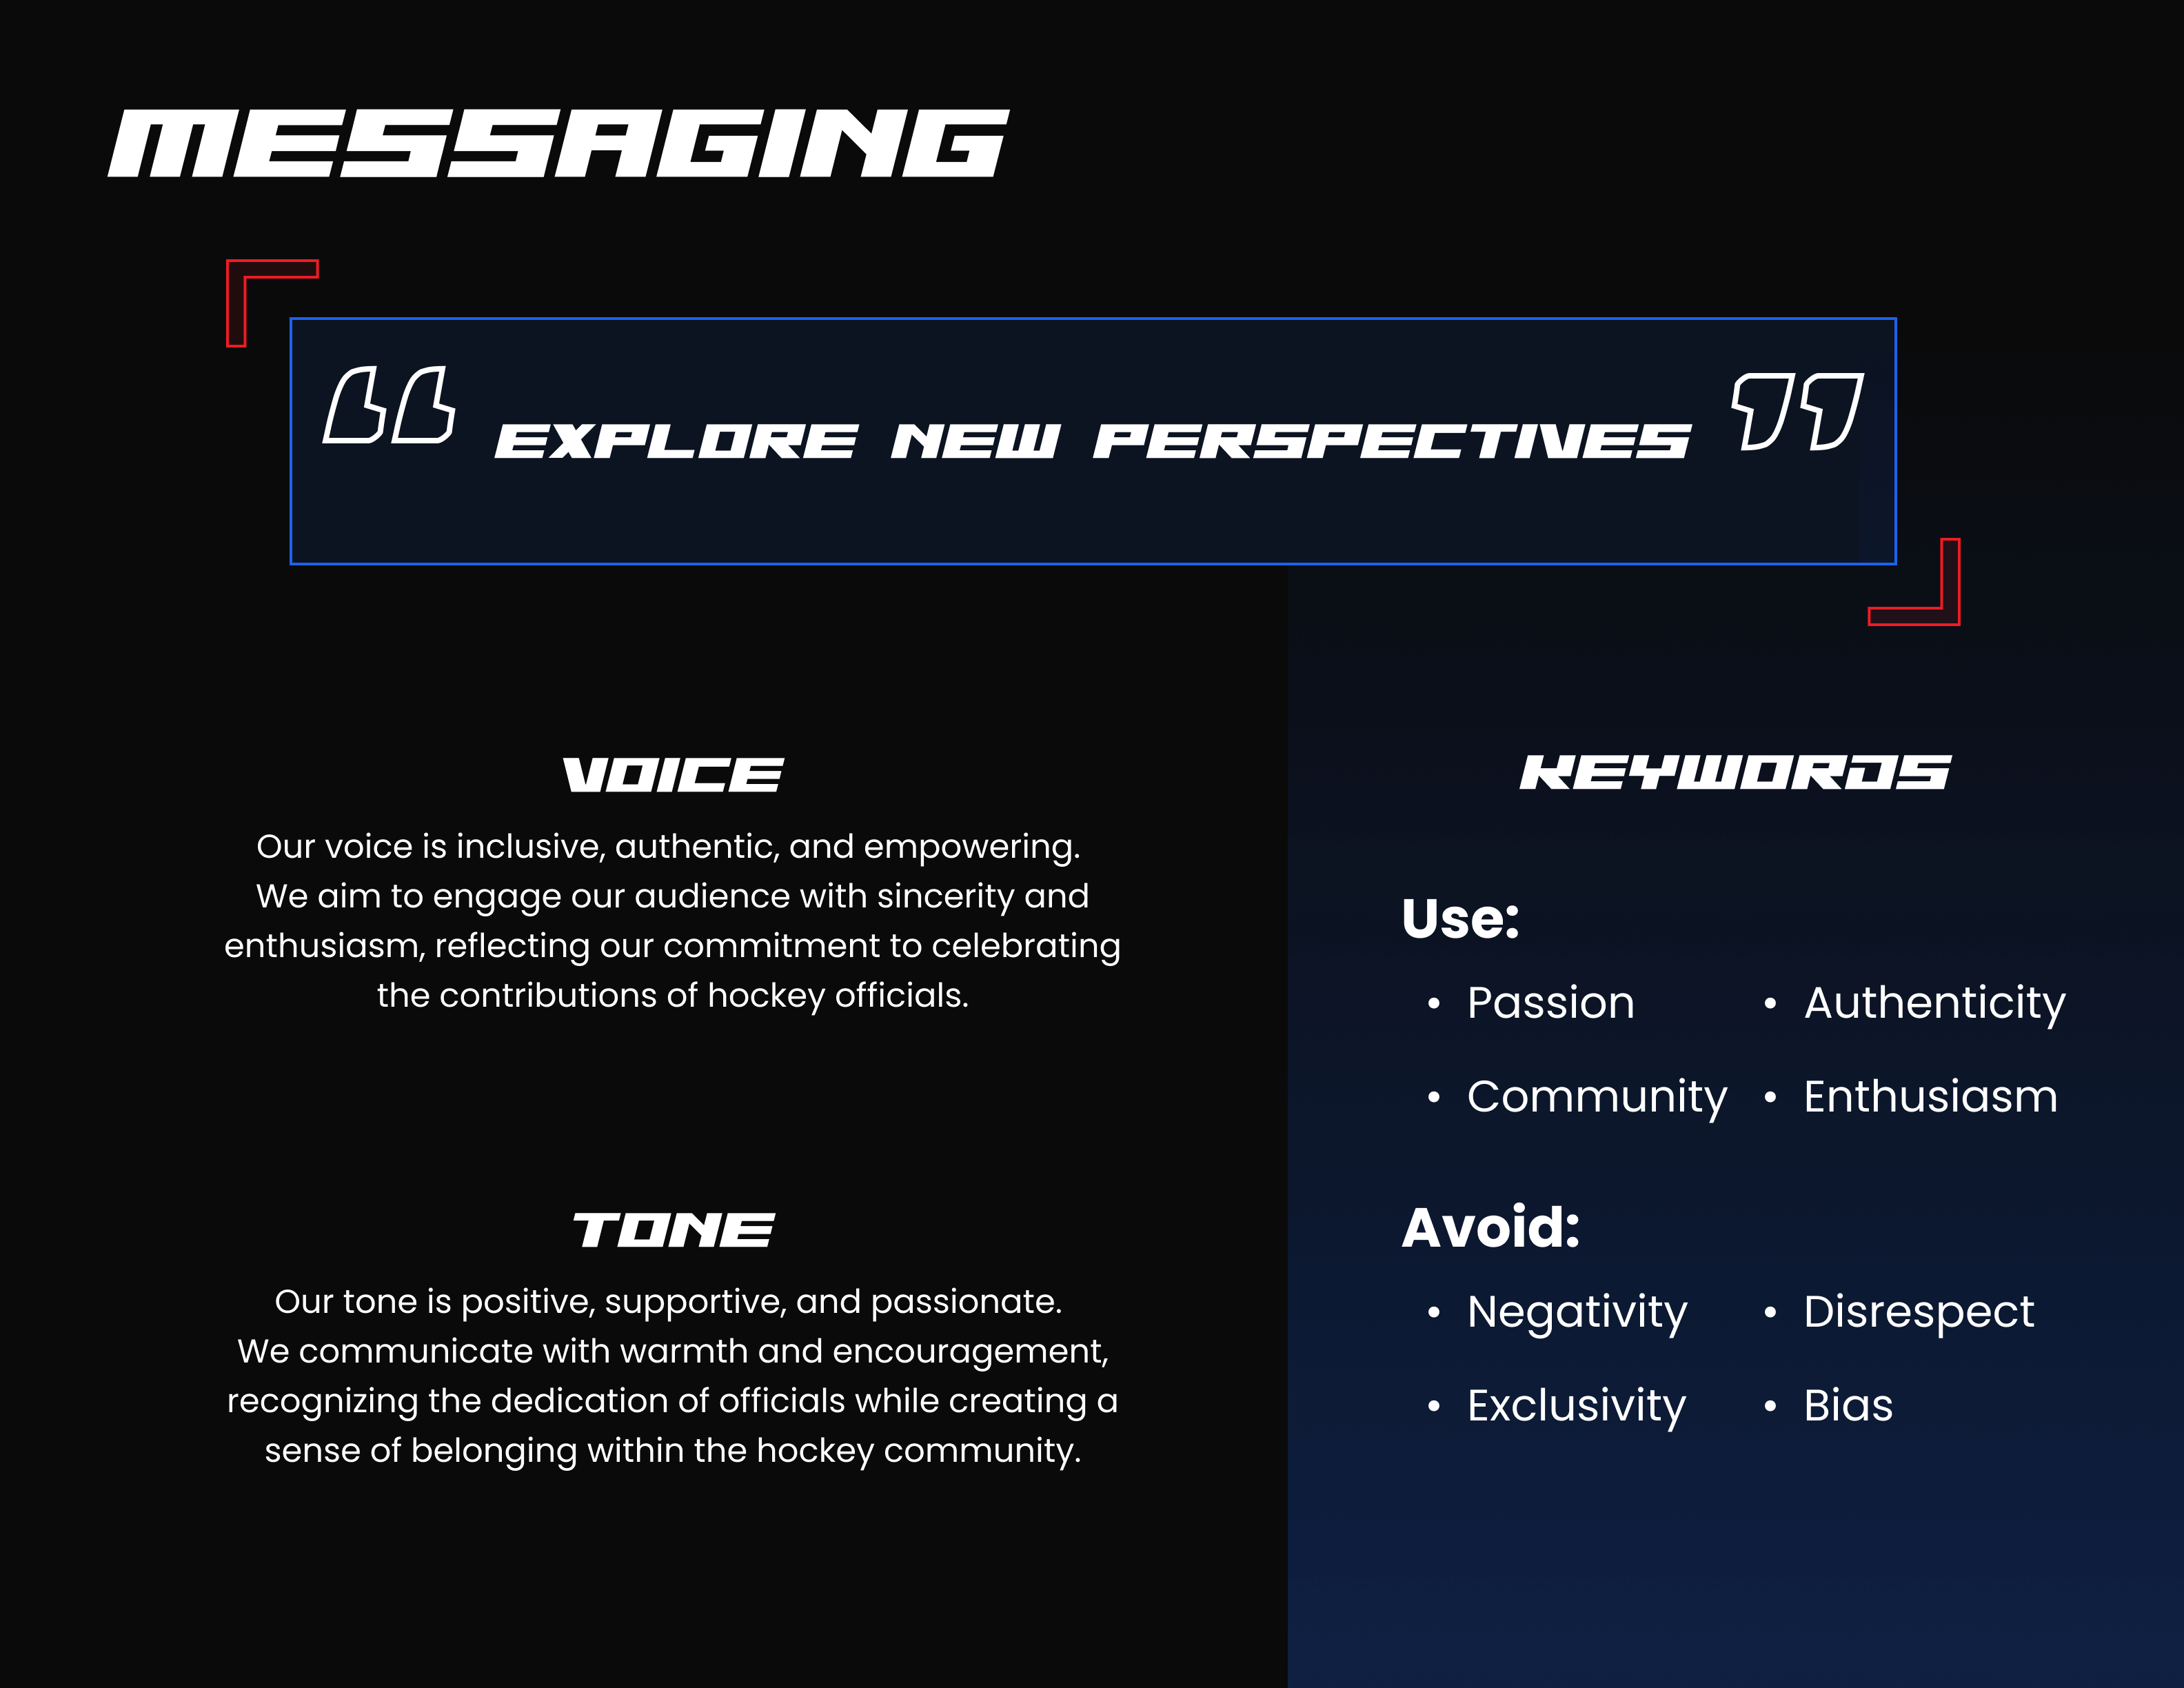 MESSAGING
“ EXPLORE NEW PERSPECTIVES ”
VOICE
Our voice is inclusive, authentic, and empowering.
We aim to engage our audience with sincerity and
enthusiasm, reflecting our commitment to celebrating
the contributions of hockey officials.
TONE
Our tone is positive, supportive, and passionate.
We communicate with warmth and encouragement,
recognizing the dedication of officials while creating a
sense of belonging within the hockey community.
KEYWORDS
Use:
• Passion • Authenticity
• Community • Enthusiasm
Avoid:
• Negativity • Disrespect
• Exclusivity • Bias